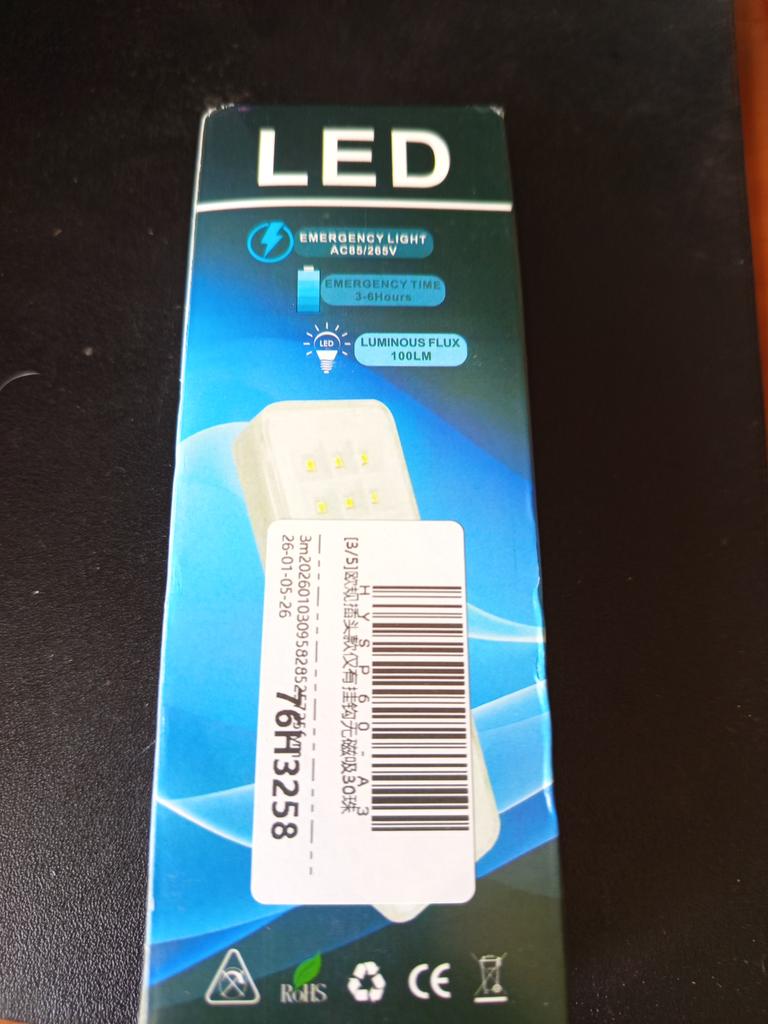 LED
EMERGENCY LIGHT
AC85/265V
EMERGENCY TIME
3-6Hours
LED
LUMINOUS FLUX
100LM
HYSP60-A3
[3/5]欧规插头款仅有挂钩无磁吸30珠
26-01-05-26
76H3258
RoHS
CE